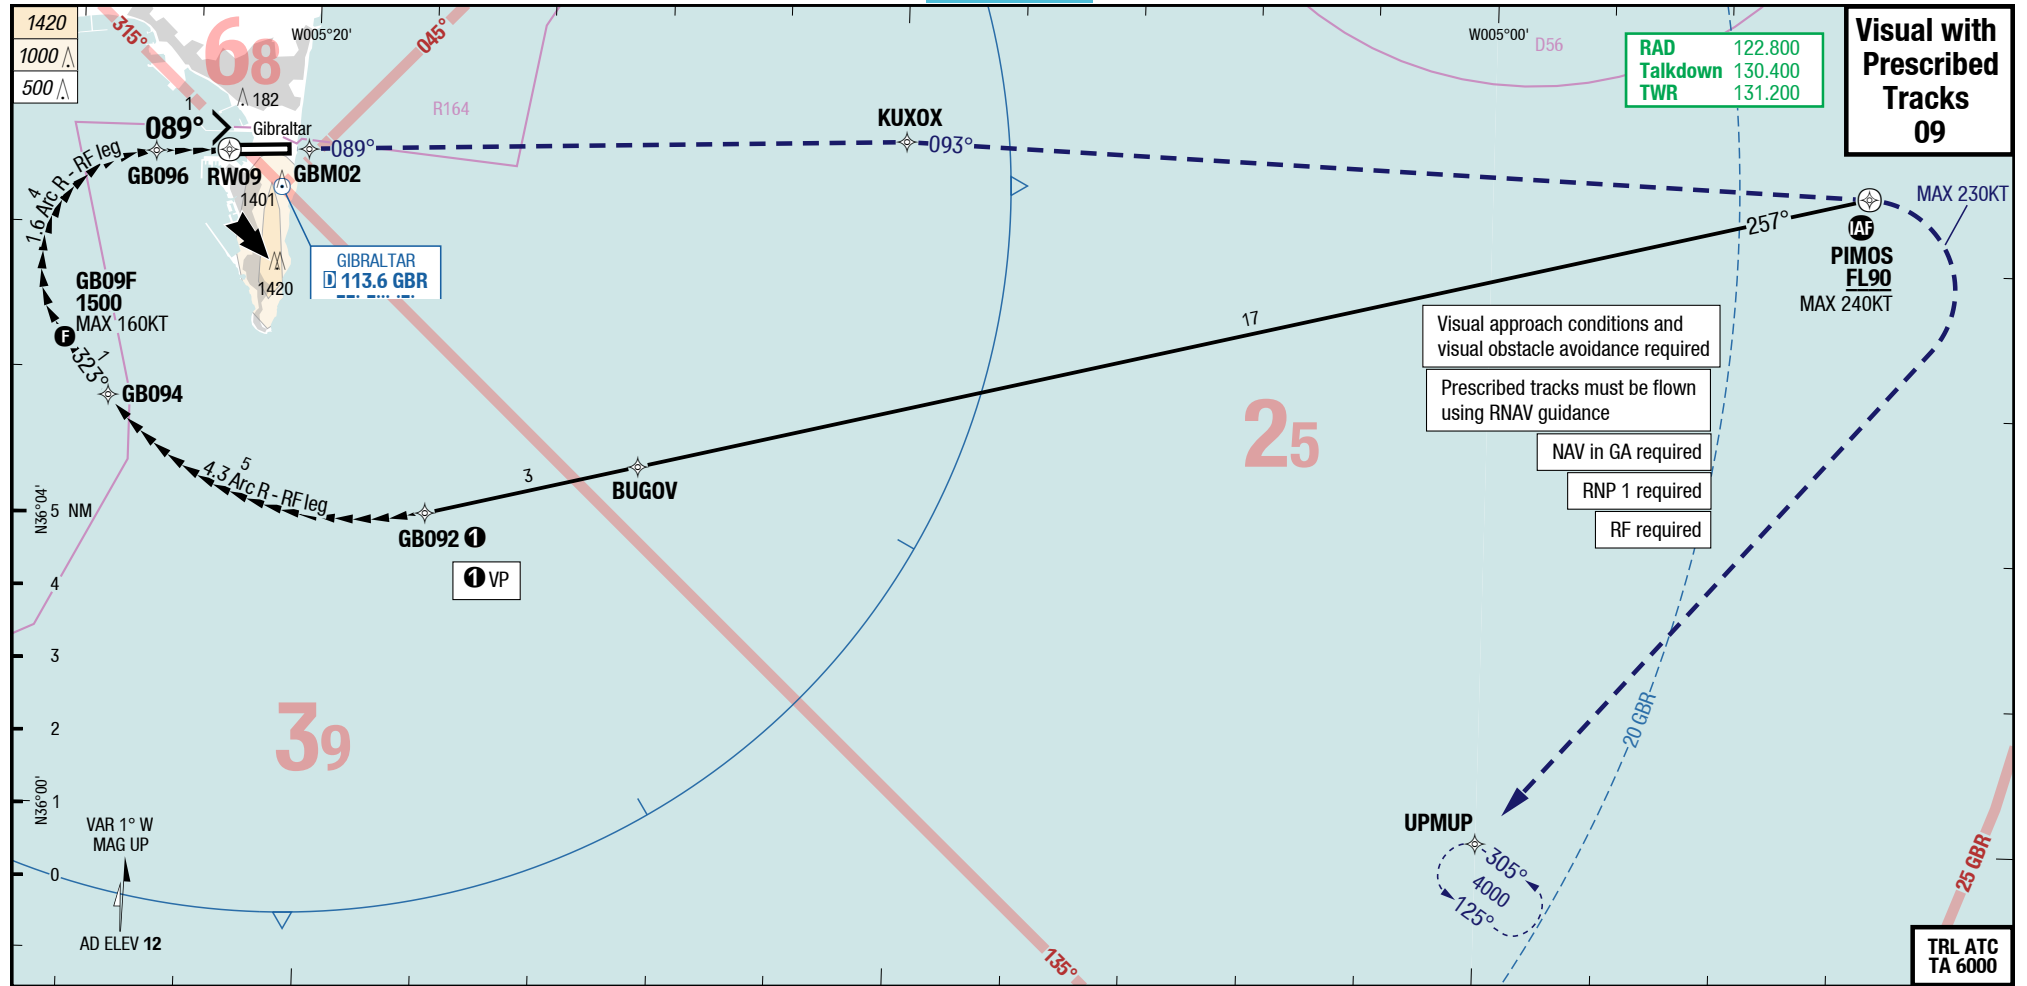 1420
1000
500
315°
68
W005°20'
045°
R164
182
1
089°
Gibraltar
GB096
RW09
GBM02
089°
1401
1420
GIBRALTAR
D 113.6 GBR
KUXOX
093°
W005°00'
D56
RAD 122.800
Talkdown 130.400
TWR 131.200
Visual with
Prescribed
Tracks
09
MAX 230KT
257°
IAF
PIMOS
FL90
MAX 240KT
4
1.6 Arc R - RF leg
GB09F
1500
MAX 160KT
F
1
323°
GB094
5
4.3 Arc R - RF leg
3
BUGOV
17
GB092 1
1 VP
Visual approach conditions and
visual obstacle avoidance required
Prescribed tracks must be flown
using RNAV guidance
NAV in GA required
RNP 1 required
RF required
25
39
N36°04'
5 NM
4
3
2
1
0
N36°00'
VAR 1° W
MAG UP
AD ELEV 12
135°
20 GBR
25 GBR
UPMUP
305°
4000
125°
TRL ATC
TA 6000